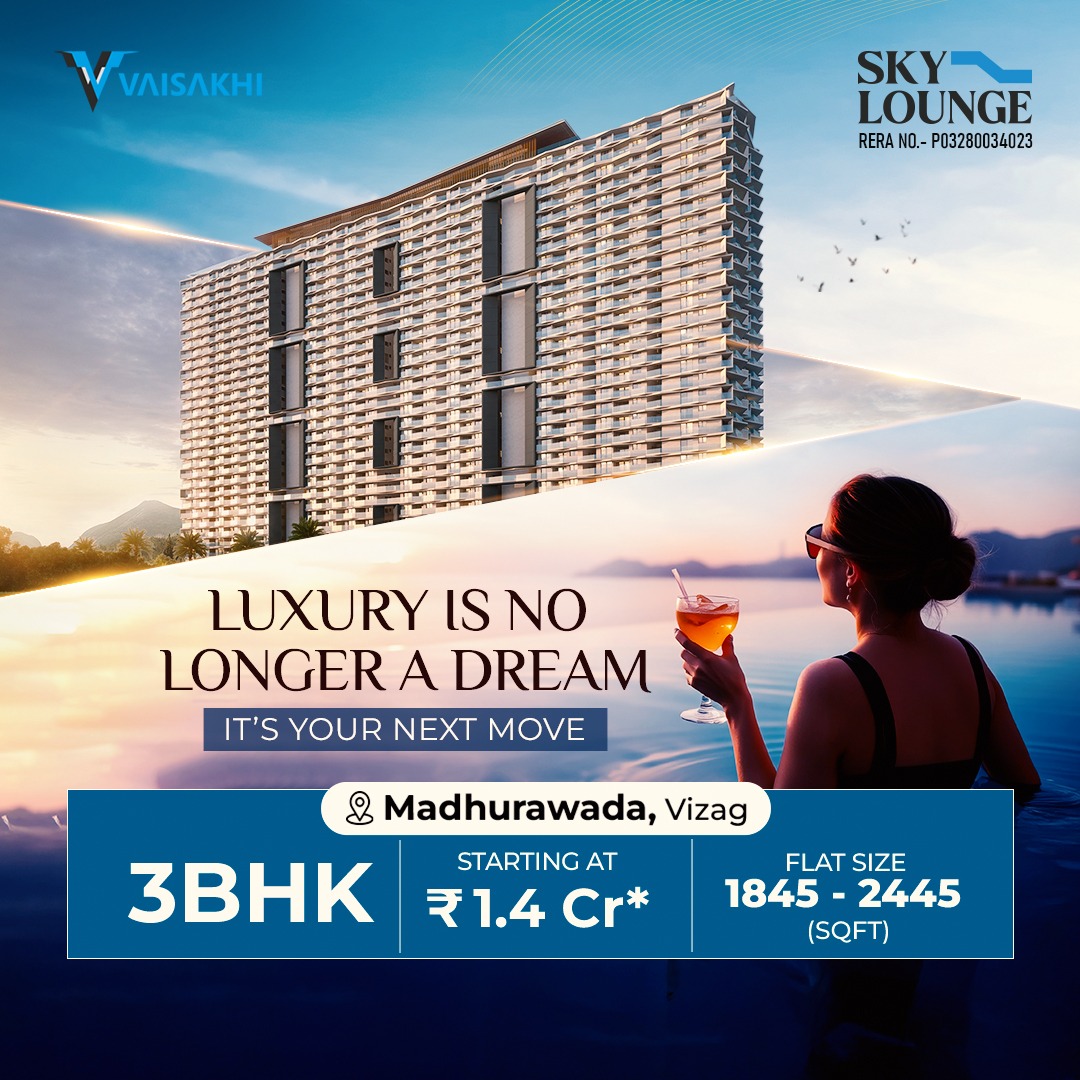 VAISAKHI
SKY
LOUNGE
RERA NO.- P03280034023
LUXURY IS NO
LONGER A DREAM
IT'S YOUR NEXT MOVE
Madhurawada, Vizag
3BHK
STARTING AT
₹1.4 Cr*
FLAT SIZE
1845 - 2445
(SQFT)